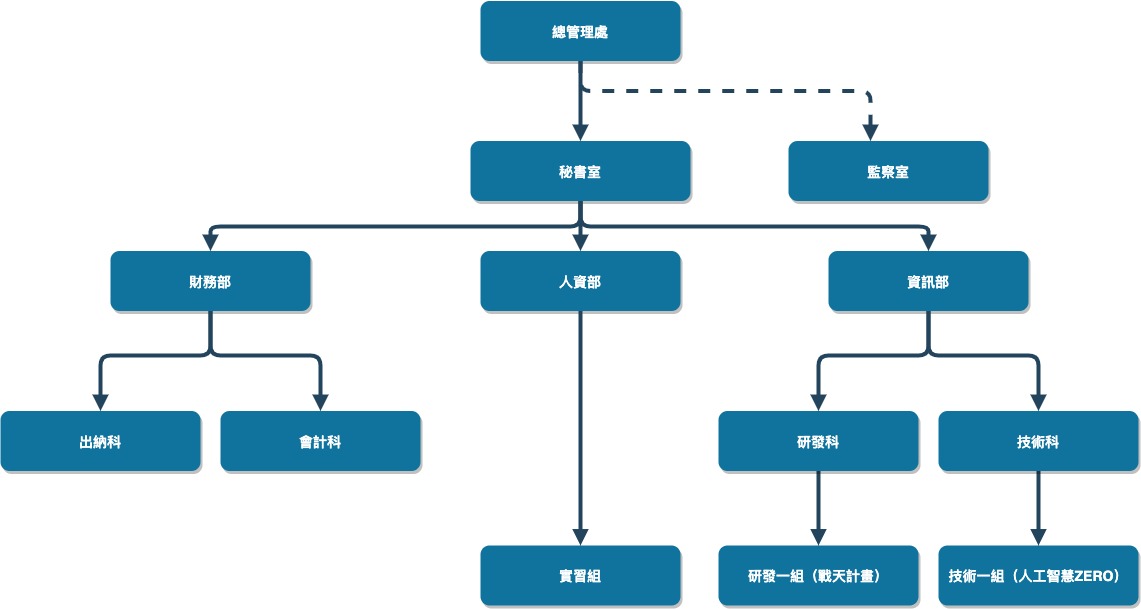 總管理處
秘書室
監察室
財務部
人資部
資訊部
出納科
會計科
研發科
技術科
實習組
研發一組（戰天計畫）
技術一組（人工智慧ZERO）